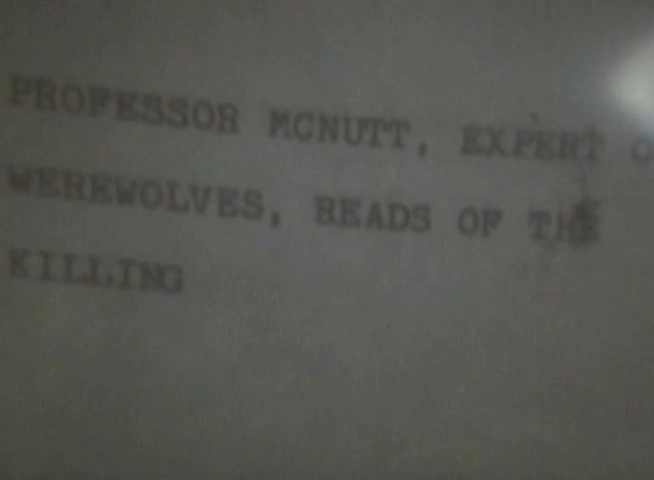 PROFESSOR MCNUTT, EXPERT O
WEREWOLVES, READS OF THE
KILLING